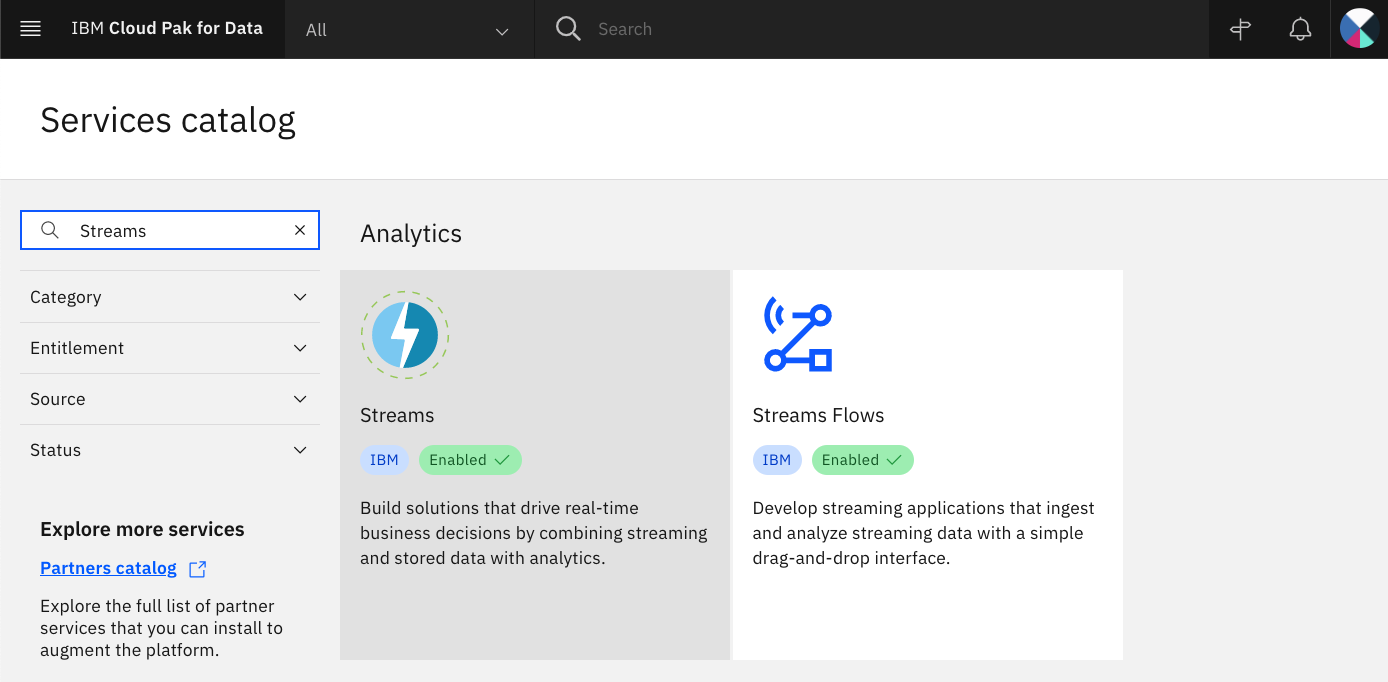 IBM Cloud Pak for Data
All
Search
Services catalog
Streams
Category
Entitlement
Source
Status
Explore more services
Partners catalog
Explore the full list of partner
services that you can install to
augment the platform.
Analytics
Streams
IBM Enabled
Build solutions that drive real-time
business decisions by combining streaming
and stored data with analytics.
Streams Flows
IBM Enabled
Develop streaming applications that ingest
and analyze streaming data with a simple
drag-and-drop interface.